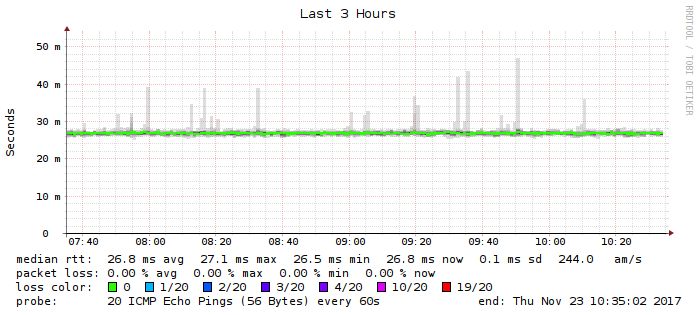 Last 3 Hours
RRDTOOL / TOBI OETIKER
Seconds
50 m
40 m
30 m
20 m
10 m
0
07:40 08:00 08:20 08:40 09:00 09:20 09:40 10:00 10:20
median rtt: 26.8 ms avg 27.1 ms max 26.5 ms min 26.8 ms now 0.1 ms sd 244.0 am/s
packet loss: 0.00 % avg 0.00 % max 0.00 % min 0.00 % now
loss color: 0 1/20 2/20 3/20 4/20 10/20 19/20
probe: 20 ICMP Echo Pings (56 Bytes) every 60s end: Thu Nov 23 10:35:02 2017